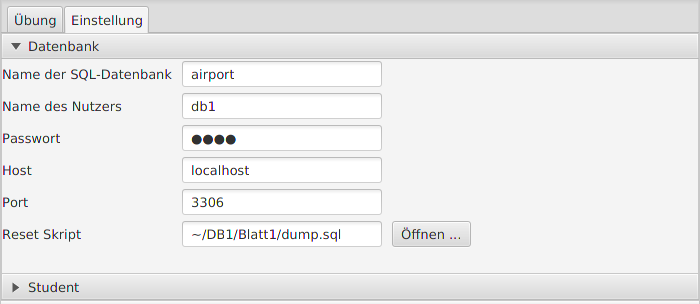 Übung Einstellung
Datenbank
Name der SQL-Datenbank airport
Name des Nutzers db1
Passwort ●●●●
Host localhost
Port 3306
Reset Skript ~/DB1/Blatt1/dump.sql Öffnen ...
Student